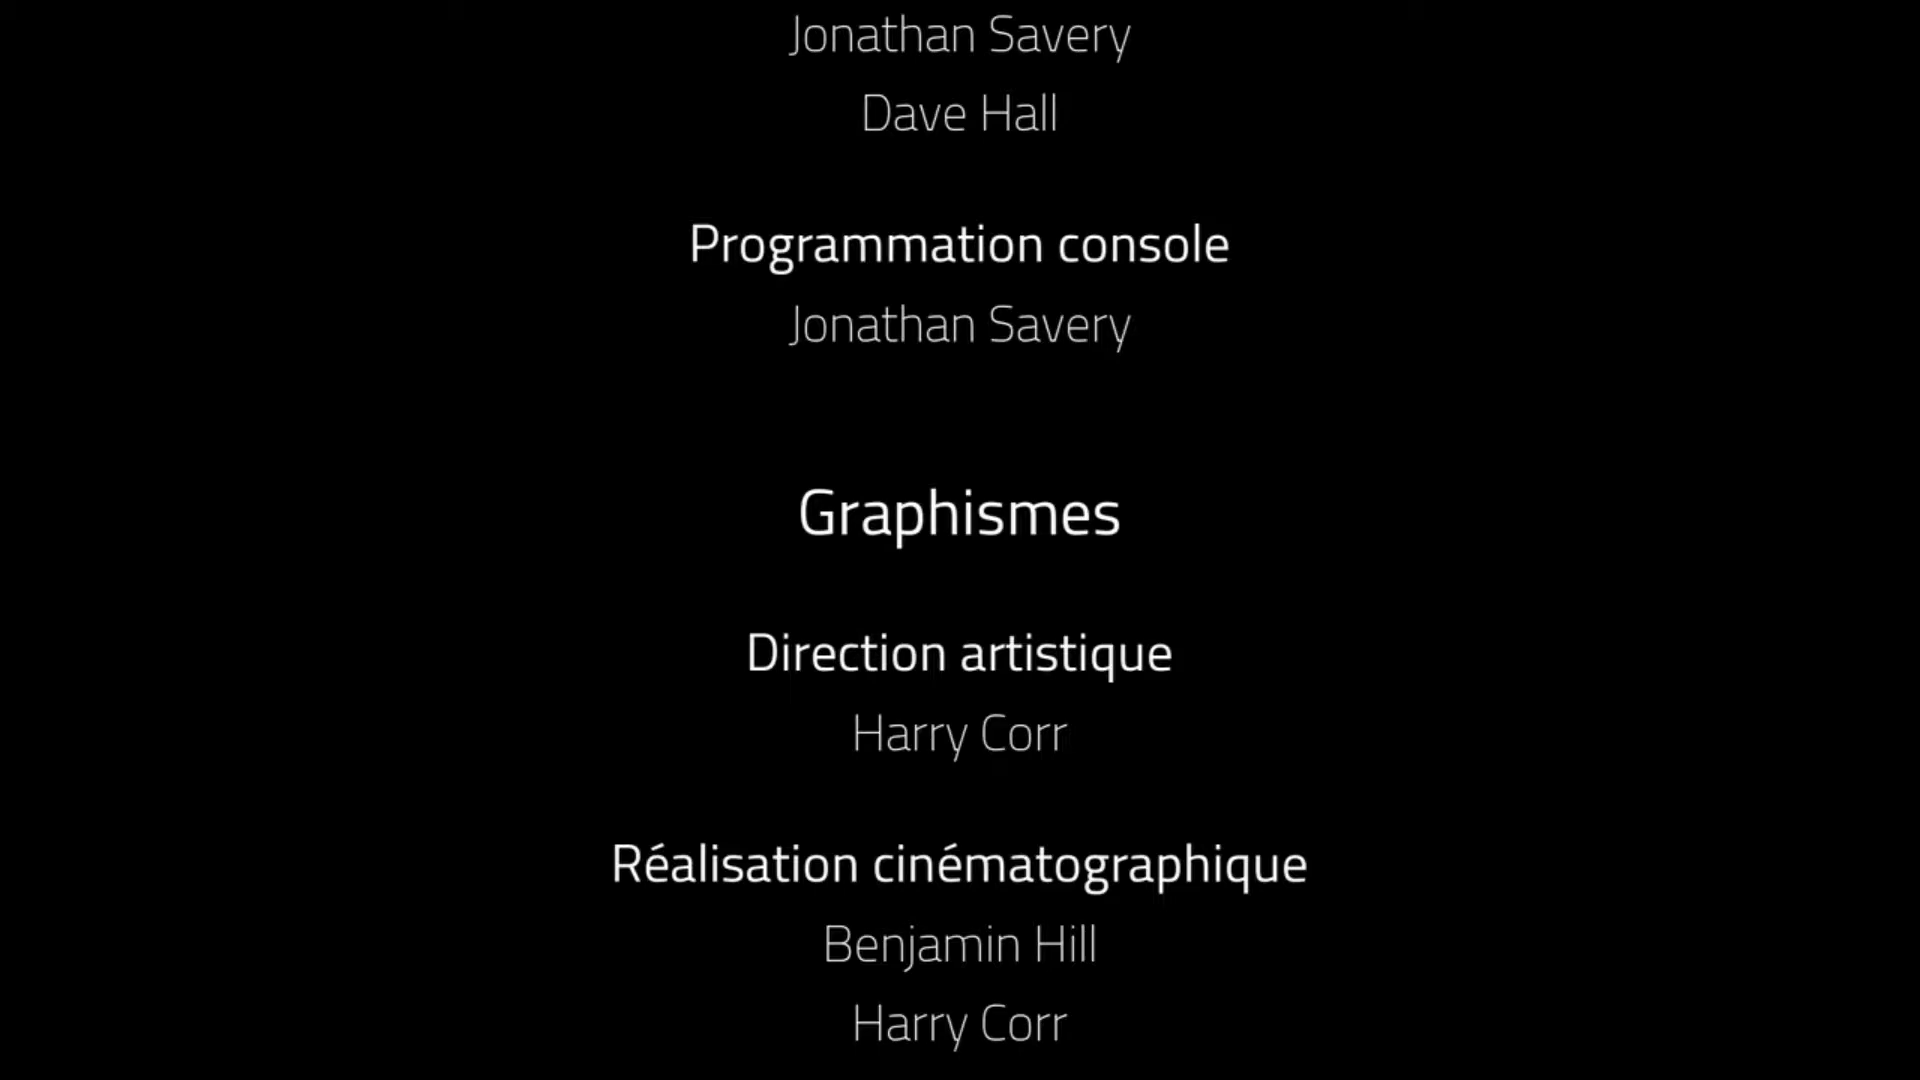 Jonathan Savery
Dave Hall
Programmation console
Jonathan Savery
Graphismes
Direction artistique
Harry Corr
Réalisation cinématographique
Benjamin Hill
Harry Corr